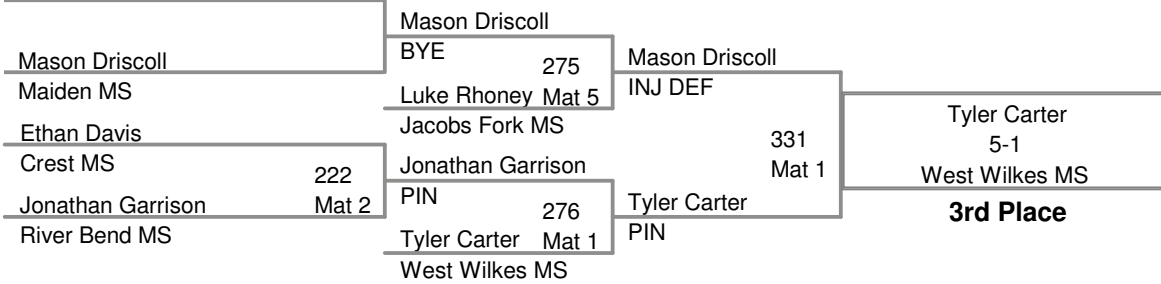 Mason Driscoll
Maiden MS
Ethan Davis
Crest MS
222
Mat 2
Jonathan Garrison
River Bend MS
Mason Driscoll
BYE
275
Mat 5
Luke Rhoney
Jacobs Fork MS
Jonathan Garrison
PIN
276
Mat 1
Tyler Carter
West Wilkes MS
Mason Driscoll
INJ DEF
331
Mat 1
Tyler Carter
PIN
Tyler Carter
5-1
West Wilkes MS
3rd Place